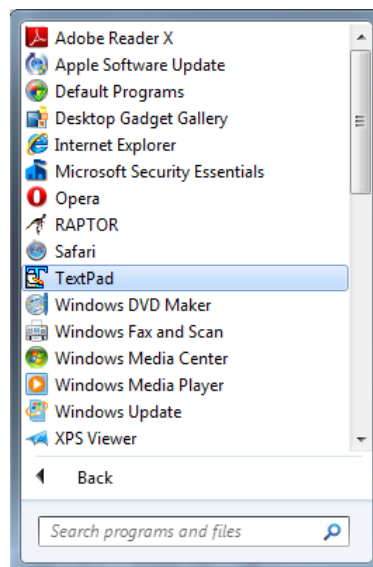 Adobe Reader X
Apple Software Update
Default Programs
Desktop Gadget Gallery
Internet Explorer
Microsoft Security Essentials
Opera
RAPTOR
Safari
TextPad
Windows DVD Maker
Windows Fax and Scan
Windows Media Center
Windows Media Player
Windows Update
XPS Viewer
Back
Search programs and files